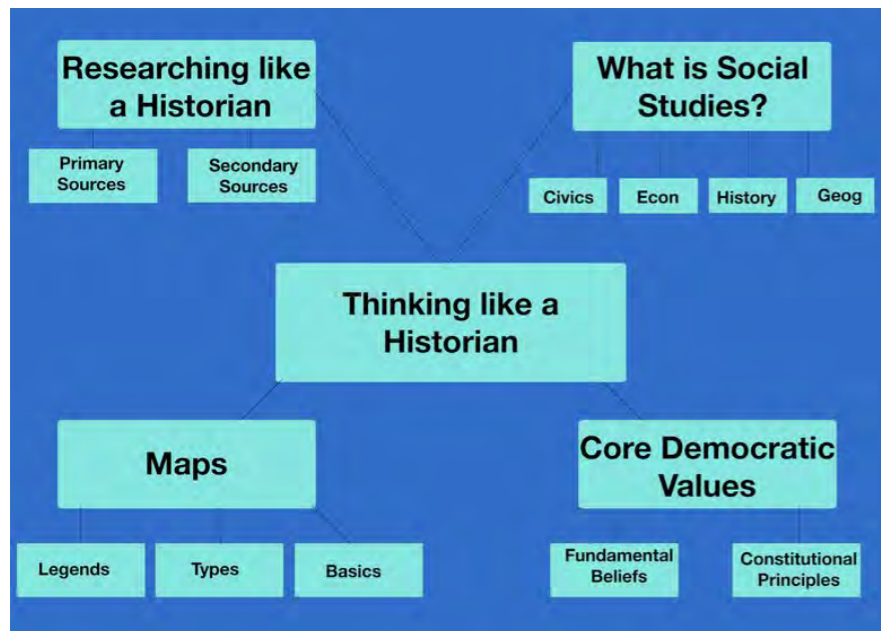 Researching like
a Historian
Primary
Sources
Secondary
Sources
What is Social
Studies?
Civics
Econ
History
Geog
Thinking like a
Historian
Maps
Legends
Types
Basics
Core Democratic
Values
Fundamental
Beliefs
Constitutional
Principles